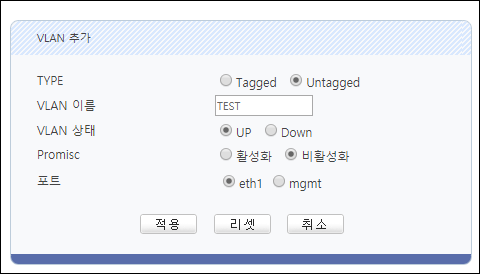 VLAN 추가
TYPE Tagged Untagged
VLAN 이름 TEST
VLAN 상태 UP Down
Promisc 활성화 비활성화
포트 eth1 mgmt
적용 리셋 취소